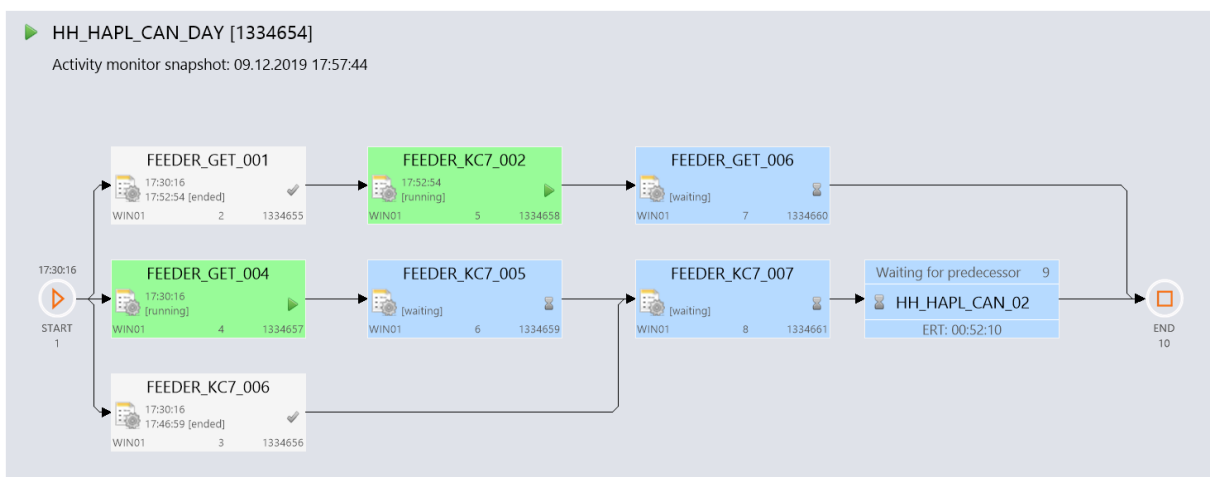 HH_HAPL_CAN_DAY [1334654]
Activity monitor snapshot: 09.12.2019 17:57:44
FEEDER_GET_001
17:30:16
17:52:54 [ended]
WIN01 2 1334655
FEEDER_KC7_002
17:52:54
[running]
WIN01 5 1334658
FEEDER_GET_006
[waiting]
WIN01 7 1334660
17:30:16
START
1
FEEDER_GET_004
17:30:16
[running]
WIN01 4 1334657
FEEDER_KC7_005
[waiting]
WIN01 6 1334659
FEEDER_KC7_007
[waiting]
WIN01 8 1334661
Waiting for predecessor 9
HH_HAPL_CAN_02
ERT: 00:52:10
END
10
FEEDER_KC7_006
17:30:16
17:46:59 [ended]
WIN01 3 1334656